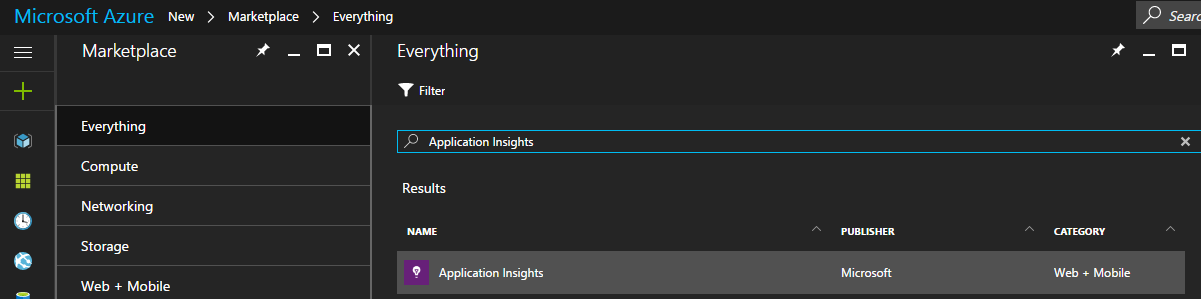 Microsoft Azure New > Marketplace > Everything
Searc
Marketplace
Everything
Compute
Networking
Storage
Web + Mobile
Everything
Filter
Application Insights
Results
NAME PUBLISHER CATEGORY
Application Insights Microsoft Web + Mobile